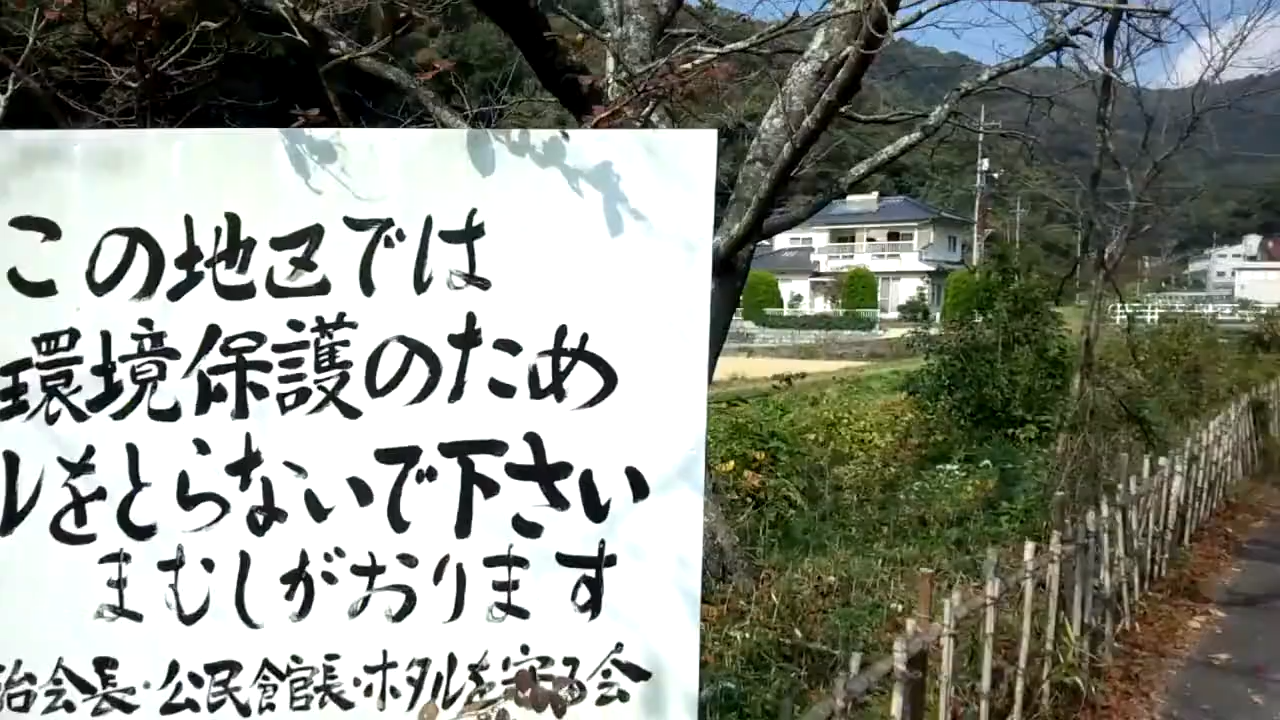 この地区では
環境保護のため
ルをとらないで下さい
まむしがおります
治会長・公民館長・ホタルを守る会